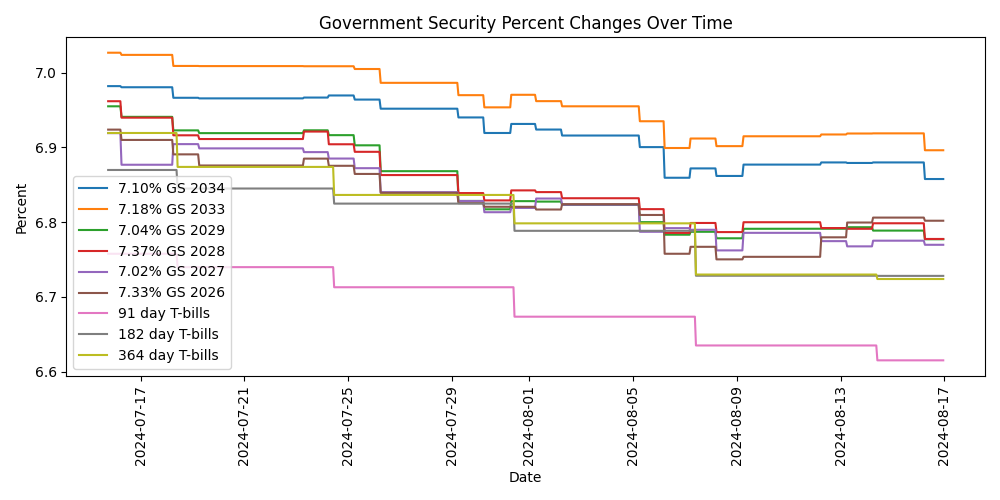 Government Security Percent Changes Over Time
Percent
7.0
6.9
6.8
6.7
6.6
7.10% GS 2034
7.18% GS 2033
7.04% GS 2029
7.37% GS 2028
7.02% GS 2027
7.33% GS 2026
91 day T-bills
182 day T-bills
364 day T-bills
2024-07-17
2024-07-21
2024-07-25
2024-07-29
2024-08-01
2024-08-05
2024-08-09
2024-08-13
2024-08-17
Date